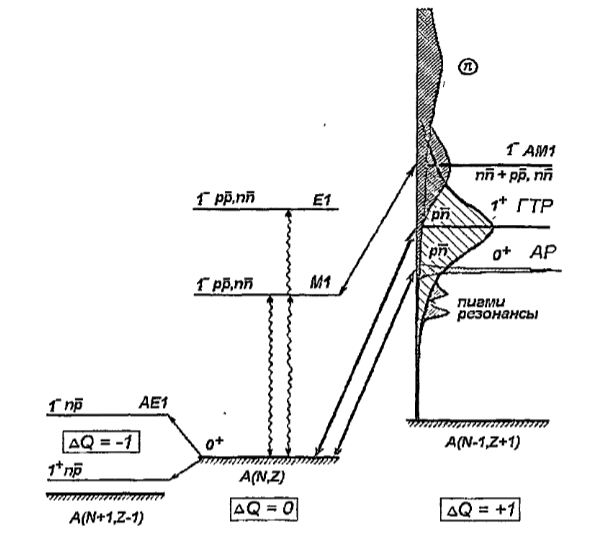 π
1⁻ AM1
nn̄ + pp̄, nn̄
1⁺ ГТР
pn̄
0⁺ АР
pn̄
пигми
резонансы
1⁻ pp̄,nn̄ E1
1⁻ pp̄,nn̄ M1
1⁻ np̄ AE1
ΔQ = -1
0⁺
1⁺ np̄
A(N,Z)
A(N-1,Z+1)
A(N+1,Z-1)
ΔQ = 0
ΔQ = +1